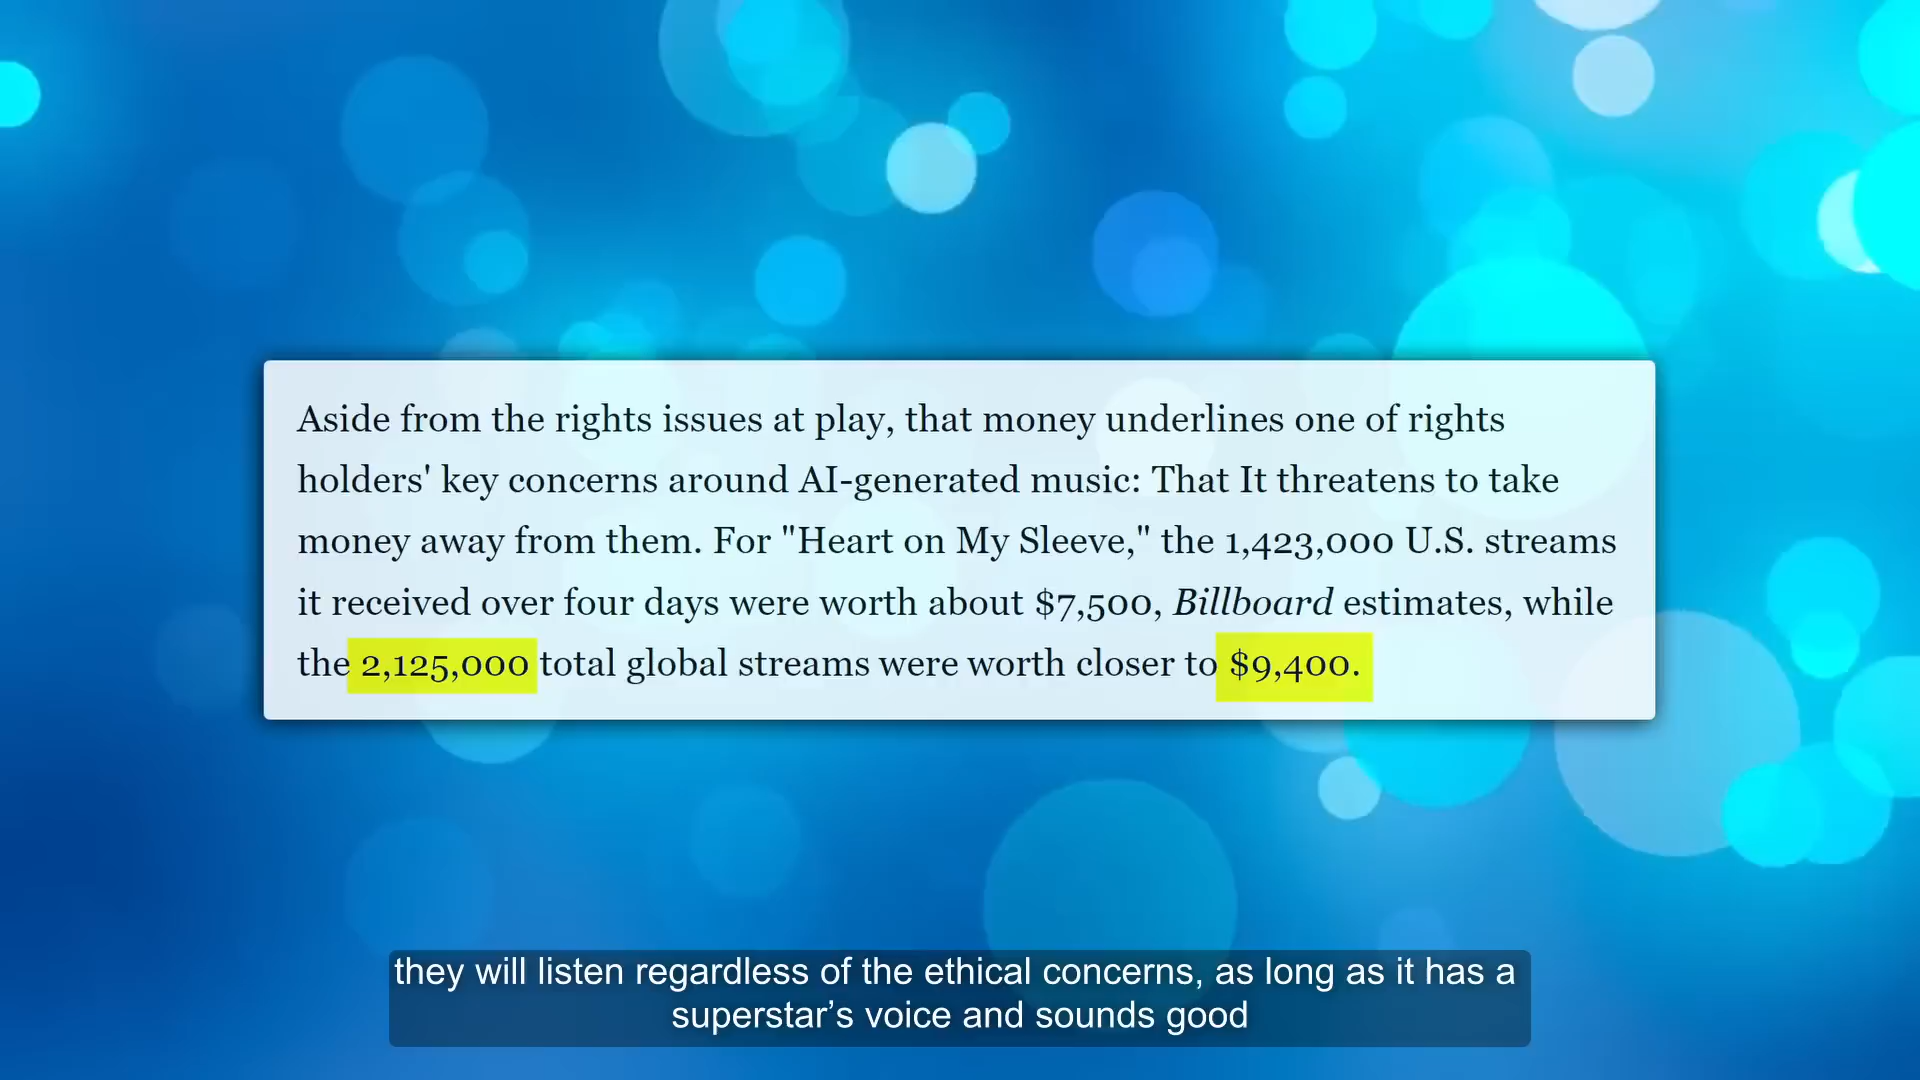 Aside from the rights issues at play, that money underlines one of rights
holders' key concerns around AI-generated music: That It threatens to take
money away from them. For "Heart on My Sleeve," the 1,423,000 U.S. streams
it received over four days were worth about $7,500, Billboard estimates, while
the 2,125,000 total global streams were worth closer to $9,400.
they will listen regardless of the ethical concerns, as long as it has a
superstar’s voice and sounds good